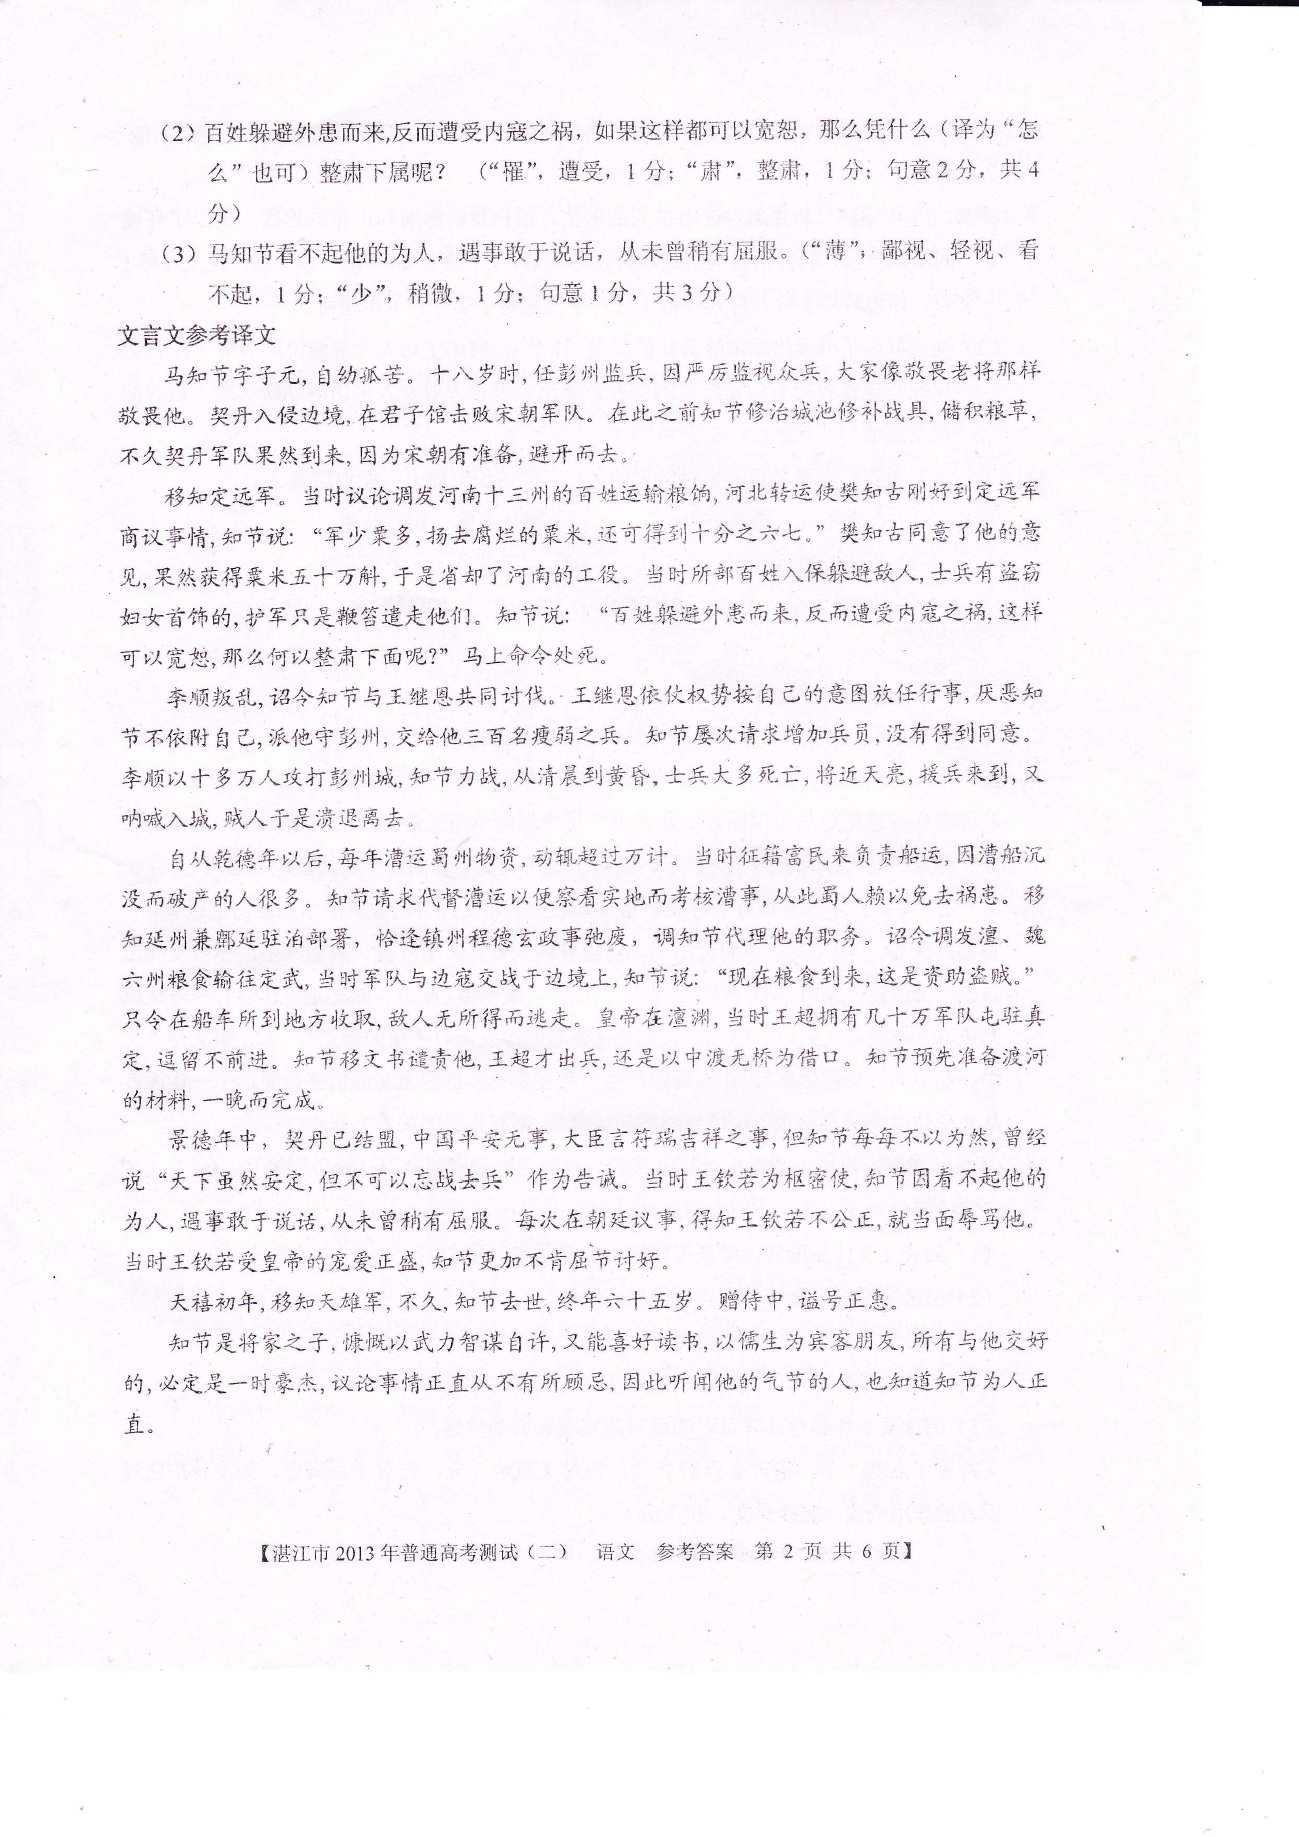 （2）百姓躲避外患而来,反而遭受内寇之祸，如果这样都可以宽恕，那么凭什么（译为“怎
么”也可）整肃下属呢？ （“罹”，遭受，1分；“肃”，整肃，1分；句意2分，共4
分）
（3）马知节看不起他的为人，遇事敢于说话，从未曾稍有屈服。（“薄”，鄙视、轻视、看
不起，1分；“少”，稍微，1分；句意1分，共3分）
文言文参考译文
马知节字子元,自幼孤苦。十八岁时,任彭州监兵,因严厉监视众兵,大家像敬畏老将那样
敬畏他。契丹入侵边境,在君子馆击败宋朝军队。在此之前知节修治城池修补战具,储积粮草,
不久契丹军队果然到来,因为宋朝有准备,避开而去。
移知定远军。当时议论调发河南十三州的百姓运输粮饷,河北转运使樊知古刚好到定远军
商议事情,知节说:“军少粟多,扬去腐烂的粟米,还可得到十分之六七。”樊知古同意了他的意
见,果然获得粟米五十万斛,于是省却了河南的工役。当时所部百姓入保躲避敌人,士兵有盗窃
妇女首饰的,护军只是鞭笞遣走他们。知节说:“百姓躲避外患而来,反而遭受内寇之祸,这样
可以宽恕,那么何以整肃下面呢?”马上命令处死。
李顺叛乱,诏令知节与王继恩共同讨伐。王继恩依仗权势按自己的意图放任行事,厌恶知
节不依附自己,派他守彭州,交给他三百名瘦弱之兵。知节屡次请求增加兵员,没有得到同意。
李顺以十多万人攻打彭州城,知节力战,从清晨到黄昏,士兵大多死亡,将近天亮,援兵来到,又
呐喊入城,贼人于是溃退离去。
自从乾德年以后,每年漕运蜀州物资,动辄超过万计。当时征籍富民来负责船运,因漕船沉
没而破产的人很多。知节请求代督漕运以便察看实地而考核漕事,从此蜀人赖以免去祸患。移
知延州兼鄜延驻泊部署，恰逢镇州程德玄政事弛废，调知节代理他的职务。诏令调发澶、魏
六州粮食输往定武,当时军队与边寇交战于边境上,知节说:“现在粮食到来,这是资助盗贼。”
只令在船车所到地方收取,敌人无所得而逃走。皇帝在澶渊,当时王超拥有几十万军队屯驻真
定,逗留不前进。知节移文书谴责他,王超才出兵,还是以中渡无桥为借口。知节预先准备渡河
的材料,一晚而完成。
景德年中，契丹已结盟,中国平安无事,大臣言符瑞吉祥之事,但知节每每不以为然,曾经
说“天下虽然安定,但不可以忘战去兵”作为告诫。当时王钦若为枢密使,知节因看不起他的
为人,遇事敢于说话,从未曾稍有屈服。每次在朝廷议事,得知王钦若不公正,就当面辱骂他。
当时王钦若受皇帝的宠爱正盛,知节更加不肯屈节讨好。
天禧初年,移知天雄军,不久,知节去世,终年六十五岁。赠侍中,谥号正惠。
知节是将家之子,慷慨以武力智谋自许,又能喜好读书,以儒生为宾客朋友,所有与他交好
的,必定是一时豪杰,议论事情正直从不有所顾忌,因此听闻他的气节的人,也知道知节为人正
直。
【湛江市2013年普通高考测试（二） 语文 参考答案 第 2 页 共 6 页】